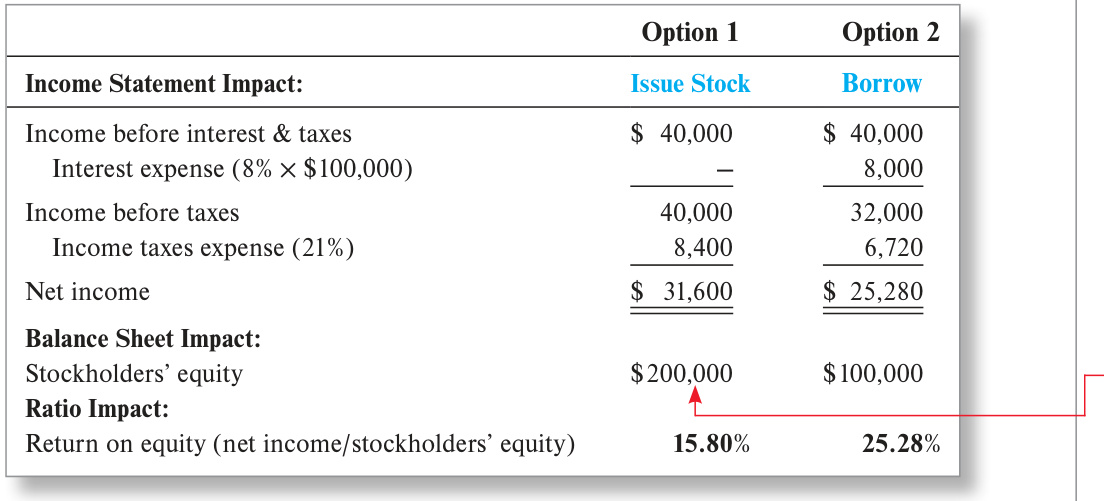 Option 1 Option 2
Income Statement Impact: Issue Stock Borrow
Income before interest & taxes $ 40,000 $ 40,000
Interest expense (8% × $100,000) – 8,000
Income before taxes 40,000 32,000
Income taxes expense (21%) 8,400 6,720
Net income $ 31,600 $ 25,280
Balance Sheet Impact:
Stockholders’ equity $200,000 $100,000
Ratio Impact:
Return on equity (net income/stockholders’ equity) 15.80% 25.28%